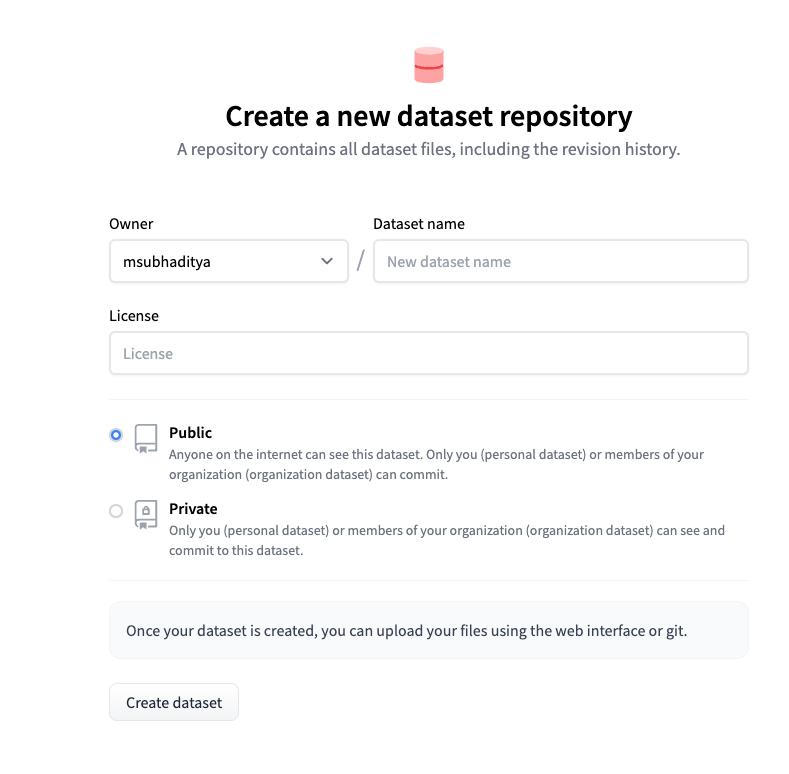 Create a new dataset repository
A repository contains all dataset files, including the revision history.
Owner
Dataset name
msubhaditya
/
New dataset name
License
License
Public
Anyone on the internet can see this dataset. Only you (personal dataset) or members of your
organization (organization dataset) can commit.
Private
Only you (personal dataset) or members of your organization (organization dataset) can see and
commit to this dataset.
Once your dataset is created, you can upload your files using the web interface or git.
Create dataset